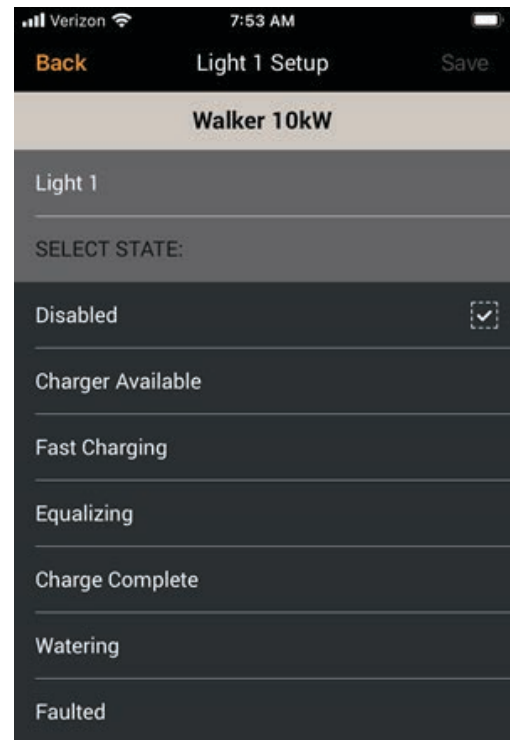 Verizon 7:53 AM
Back Light 1 Setup Save
Walker 10kW
Light 1
SELECT STATE:
Disabled
Charger Available
Fast Charging
Equalizing
Charge Complete
Watering
Faulted